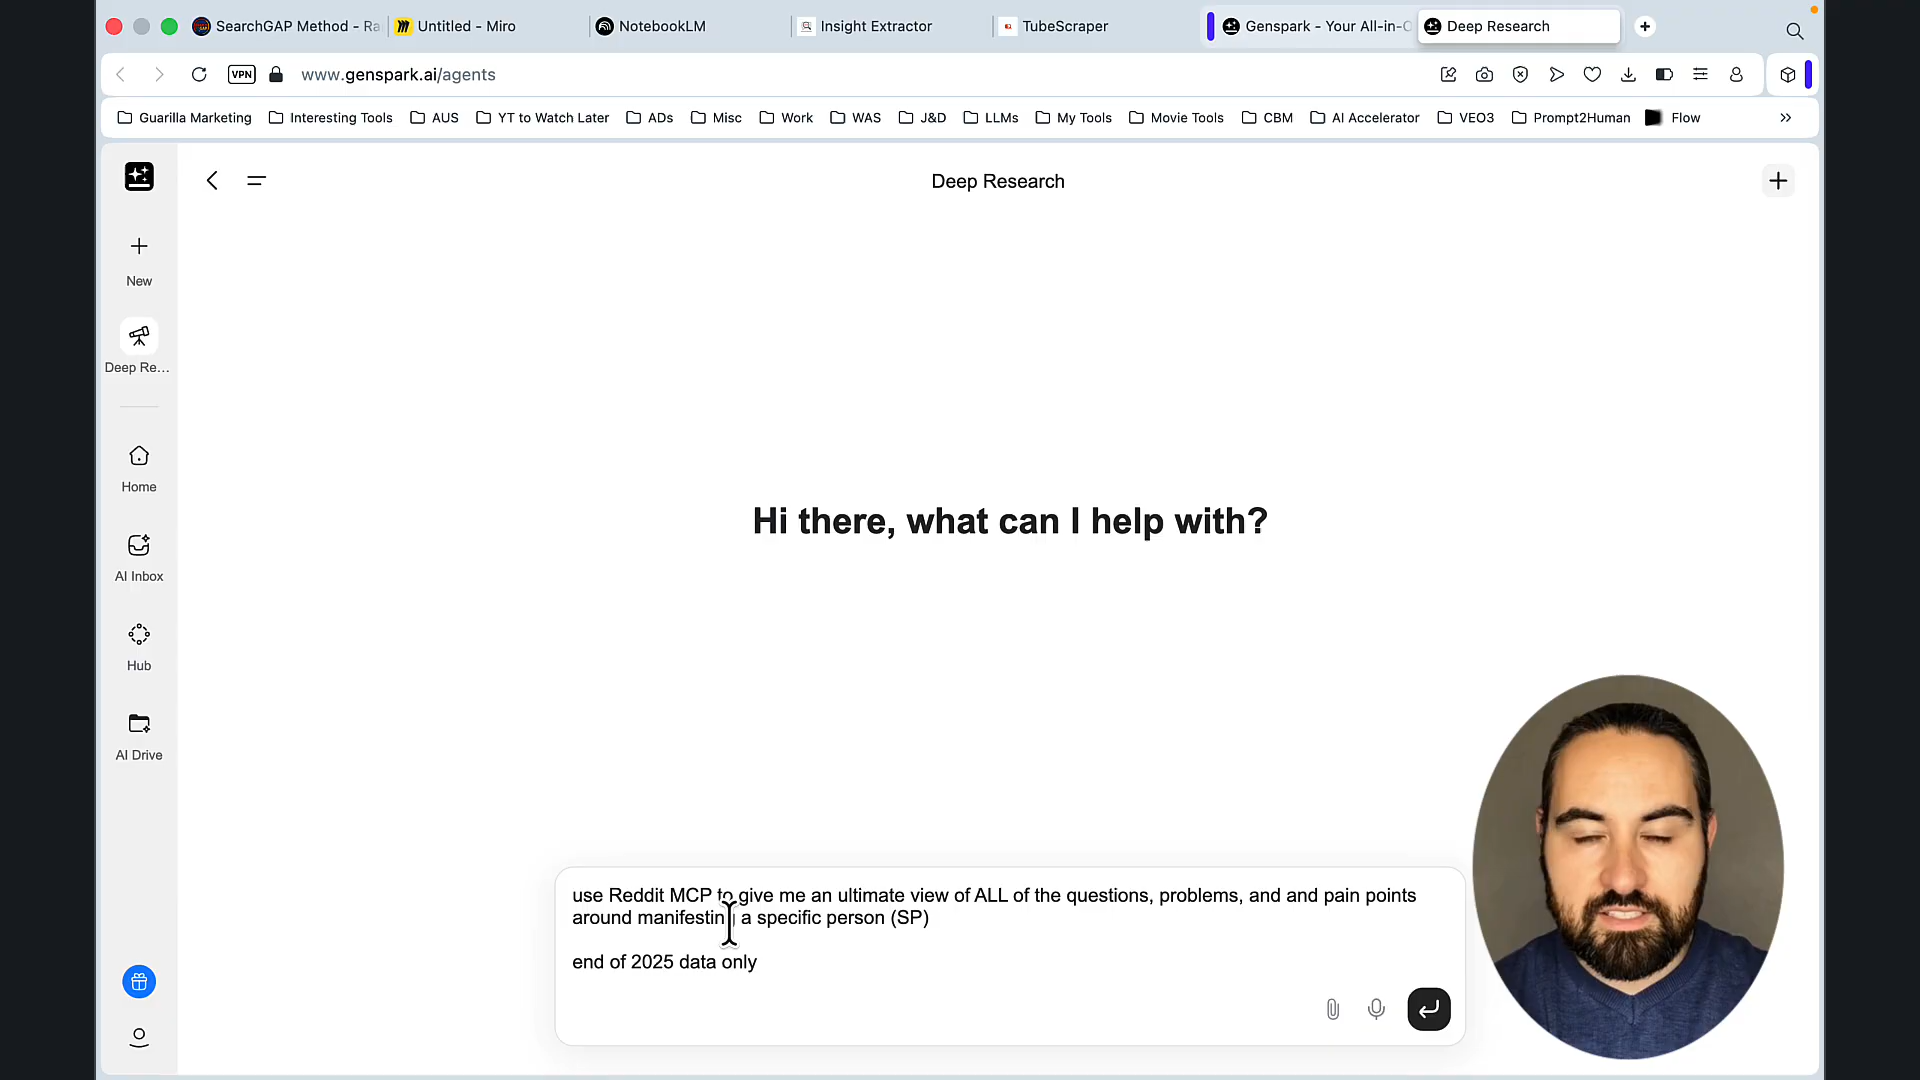 SearchGAP Method - Ra
Untitled - Miro
NotebookLM
Insight Extractor
TubeScraper
Genspark - Your All-in-O
Deep Research
VPN
www.genspark.ai/agents
Guarilla Marketing
Interesting Tools
AUS
YT to Watch Later
ADs
Misc
Work
WAS
J&D
LLMs
My Tools
Movie Tools
CBM
AI Accelerator
VEO3
Prompt2Human
Flow
Deep Research
New
Deep Re...
Home
AI Inbox
Hub
AI Drive
Hi there, what can I help with?
use Reddit MCP to give me an ultimate view of ALL of the questions, problems, and and pain points
around manifesting a specific person (SP)
end of 2025 data only